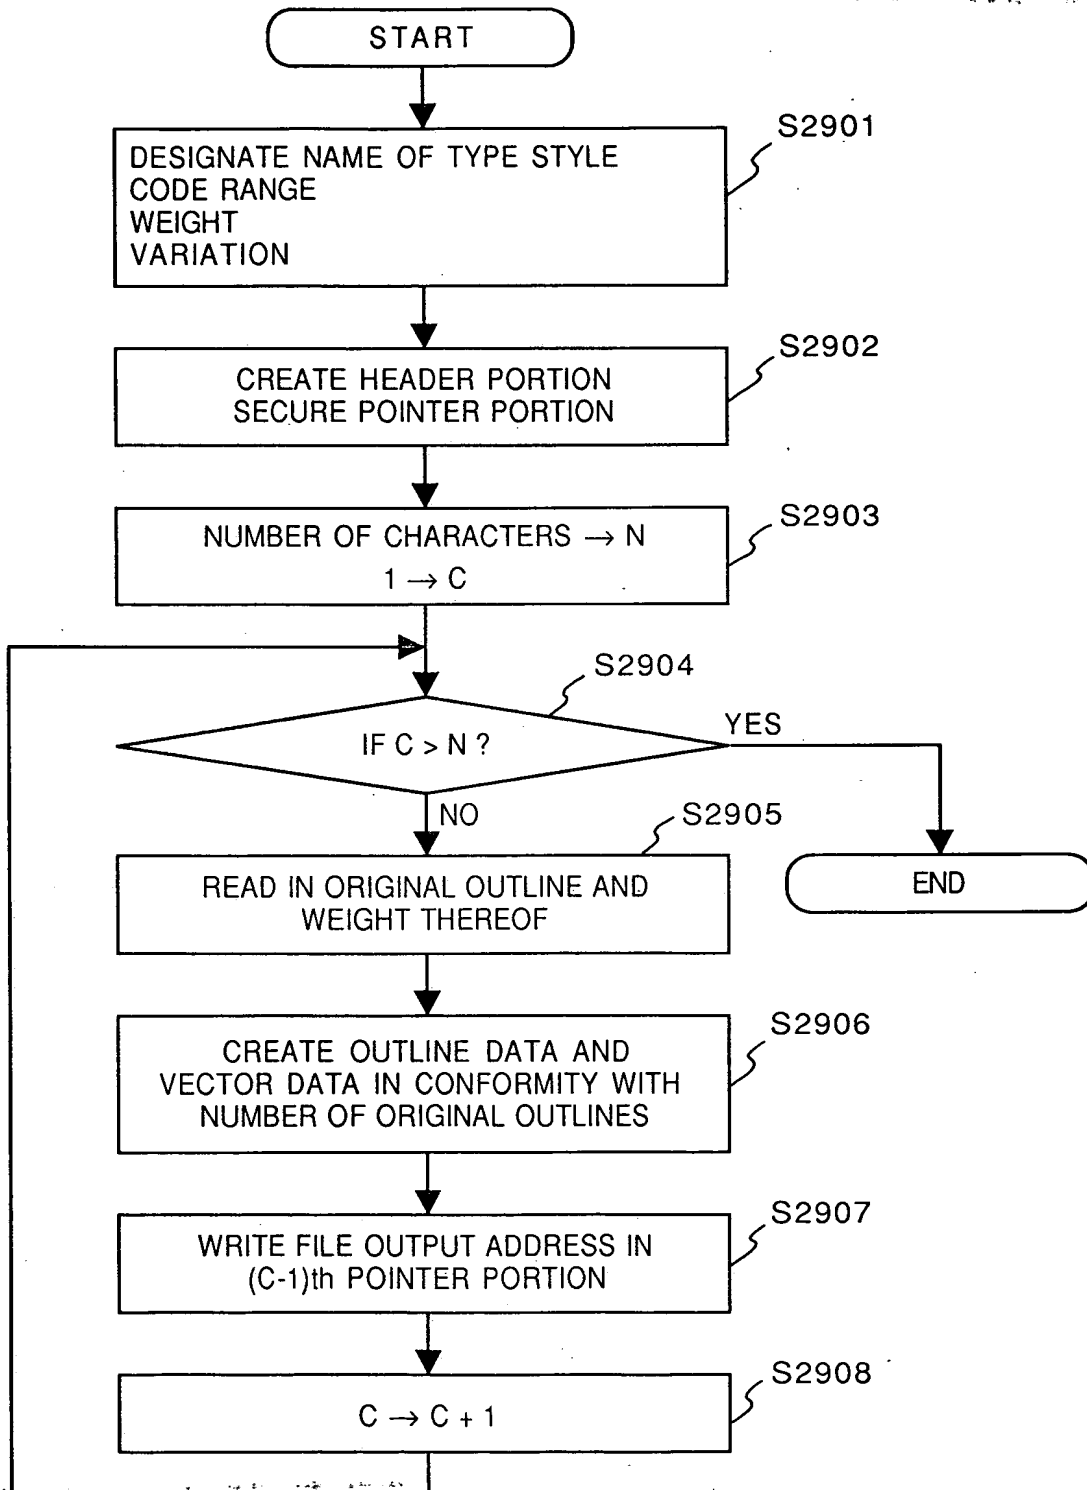 START
S2901
DESIGNATE NAME OF TYPE STYLE
CODE RANGE
WEIGHT
VARIATION
S2902
CREATE HEADER PORTION
SECURE POINTER PORTION
S2903
NUMBER OF CHARACTERS → N
1 → C
S2904
IF C > N ?
YES
NO
S2905
READ IN ORIGINAL OUTLINE AND
WEIGHT THEREOF
END
S2906
CREATE OUTLINE DATA AND
VECTOR DATA IN CONFORMITY WITH
NUMBER OF ORIGINAL OUTLINES
S2907
WRITE FILE OUTPUT ADDRESS IN
(C-1)th POINTER PORTION
S2908
C → C + 1